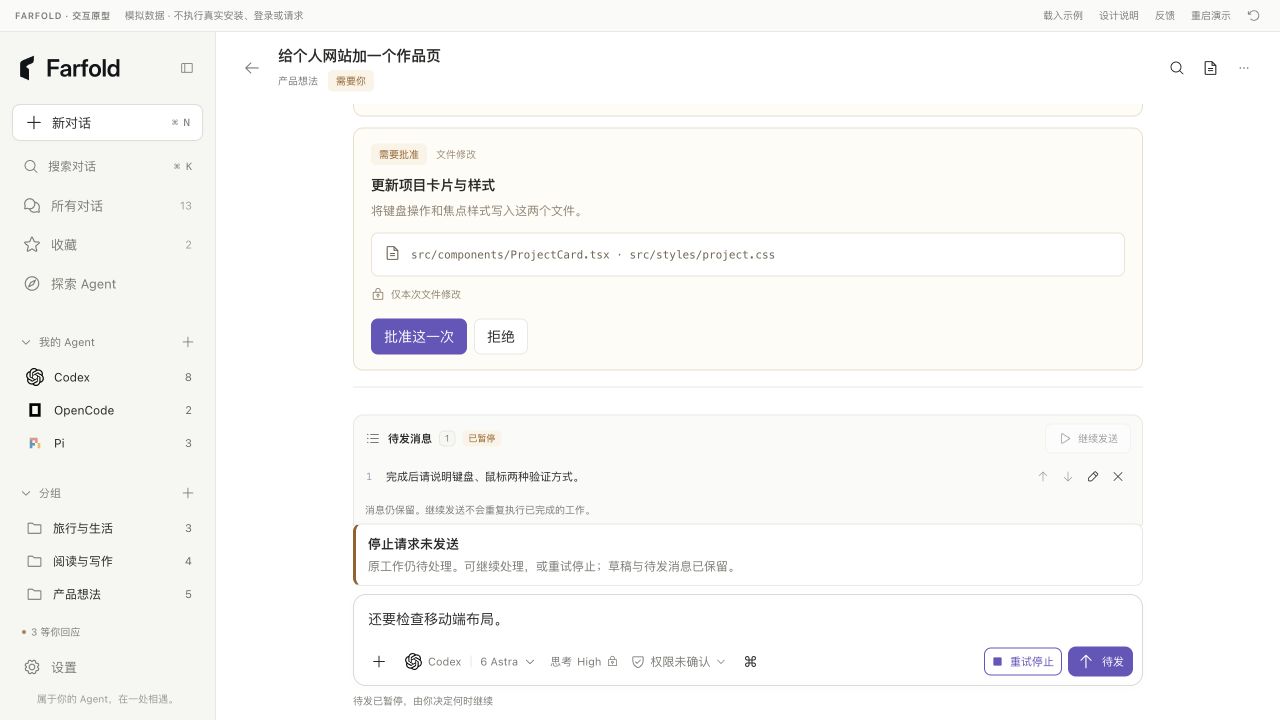 FARFOLD · 交互原型 模拟数据 · 不执行真实安装、登录或请求 载入示例 设计说明 反馈 重启演示
Farfold
新对话 ⌘ N
搜索对话 ⌘ K
所有对话 13
收藏 2
探索 Agent
我的 Agent
Codex 8
OpenCode 2
Pi 3
分组
旅行与生活 3
阅读与写作 4
产品想法 5
3 等你回应
设置
属于你的 Agent，在一处相遇。
给个人网站加一个作品页
产品想法 需要你
需要批准 文件修改
更新项目卡片与样式
将键盘操作和焦点样式写入这两个文件。
src/components/ProjectCard.tsx · src/styles/project.css
仅本次文件修改
批准这一次 拒绝
待发消息 1 已暂停 继续发送
1 完成后请说明键盘、鼠标两种验证方式。
消息仍保留。继续发送不会重复执行已完成的工作。
停止请求未发送
原工作仍待处理。可继续处理，或重试停止；草稿与待发消息已保留。
还要检查移动端布局。
Codex 6 Astra 思考 High 权限未确认 ⌘ 重试停止 待发
待发已暂停，由你决定何时继续